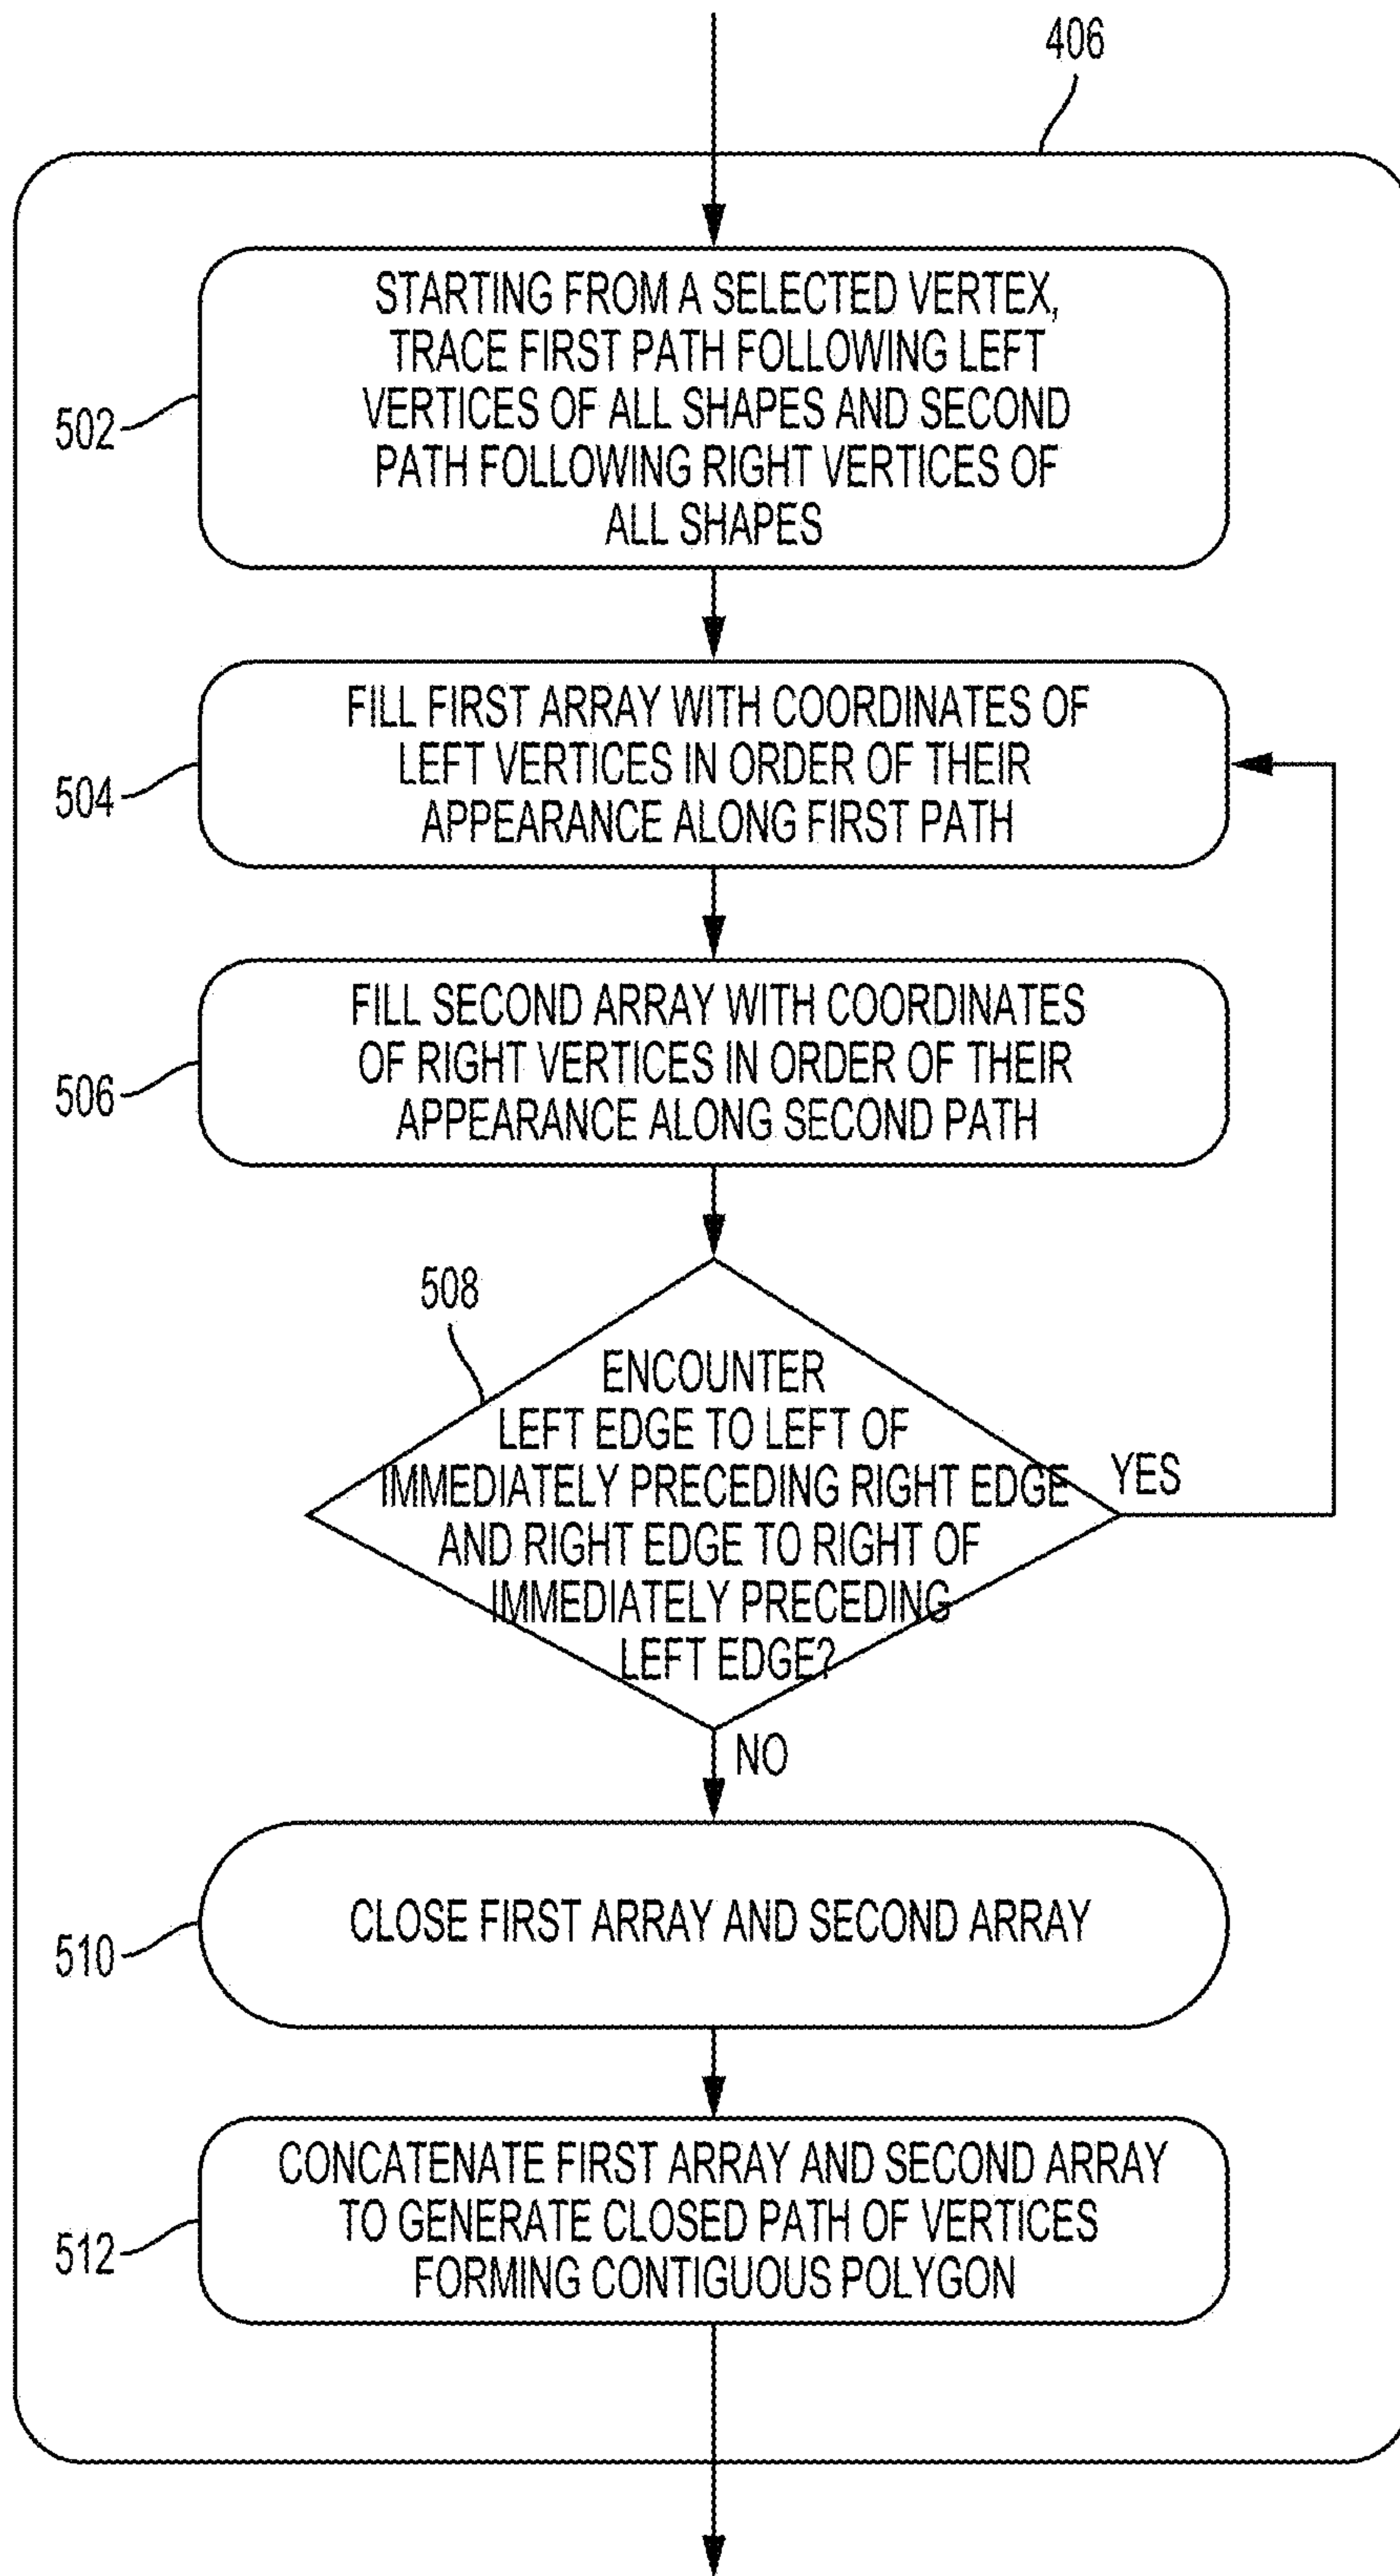 406
STARTING FROM A SELECTED VERTEX,
TRACE FIRST PATH FOLLOWING LEFT
VERTICES OF ALL SHAPES AND SECOND
PATH FOLLOWING RIGHT VERTICES OF
ALL SHAPES
502
FILL FIRST ARRAY WITH COORDINATES OF
LEFT VERTICES IN ORDER OF THEIR
APPEARANCE ALONG FIRST PATH
504
FILL SECOND ARRAY WITH COORDINATES
OF RIGHT VERTICES IN ORDER OF THEIR
APPEARANCE ALONG SECOND PATH
506
508
ENCOUNTER
LEFT EDGE TO LEFT OF
IMMEDIATELY PRECEDING RIGHT EDGE
AND RIGHT EDGE TO RIGHT OF
IMMEDIATELY PRECEDING
LEFT EDGE?
YES
NO
CLOSE FIRST ARRAY AND SECOND ARRAY
510
CONCATENATE FIRST ARRAY AND SECOND ARRAY
TO GENERATE CLOSED PATH OF VERTICES
FORMING CONTIGUOUS POLYGON
512